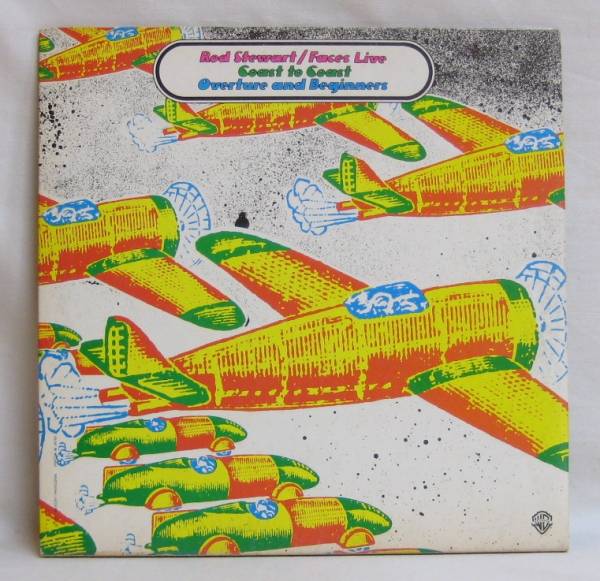 Rod Stewart/Faces Live
Coast to Coast
Overture and Beginners